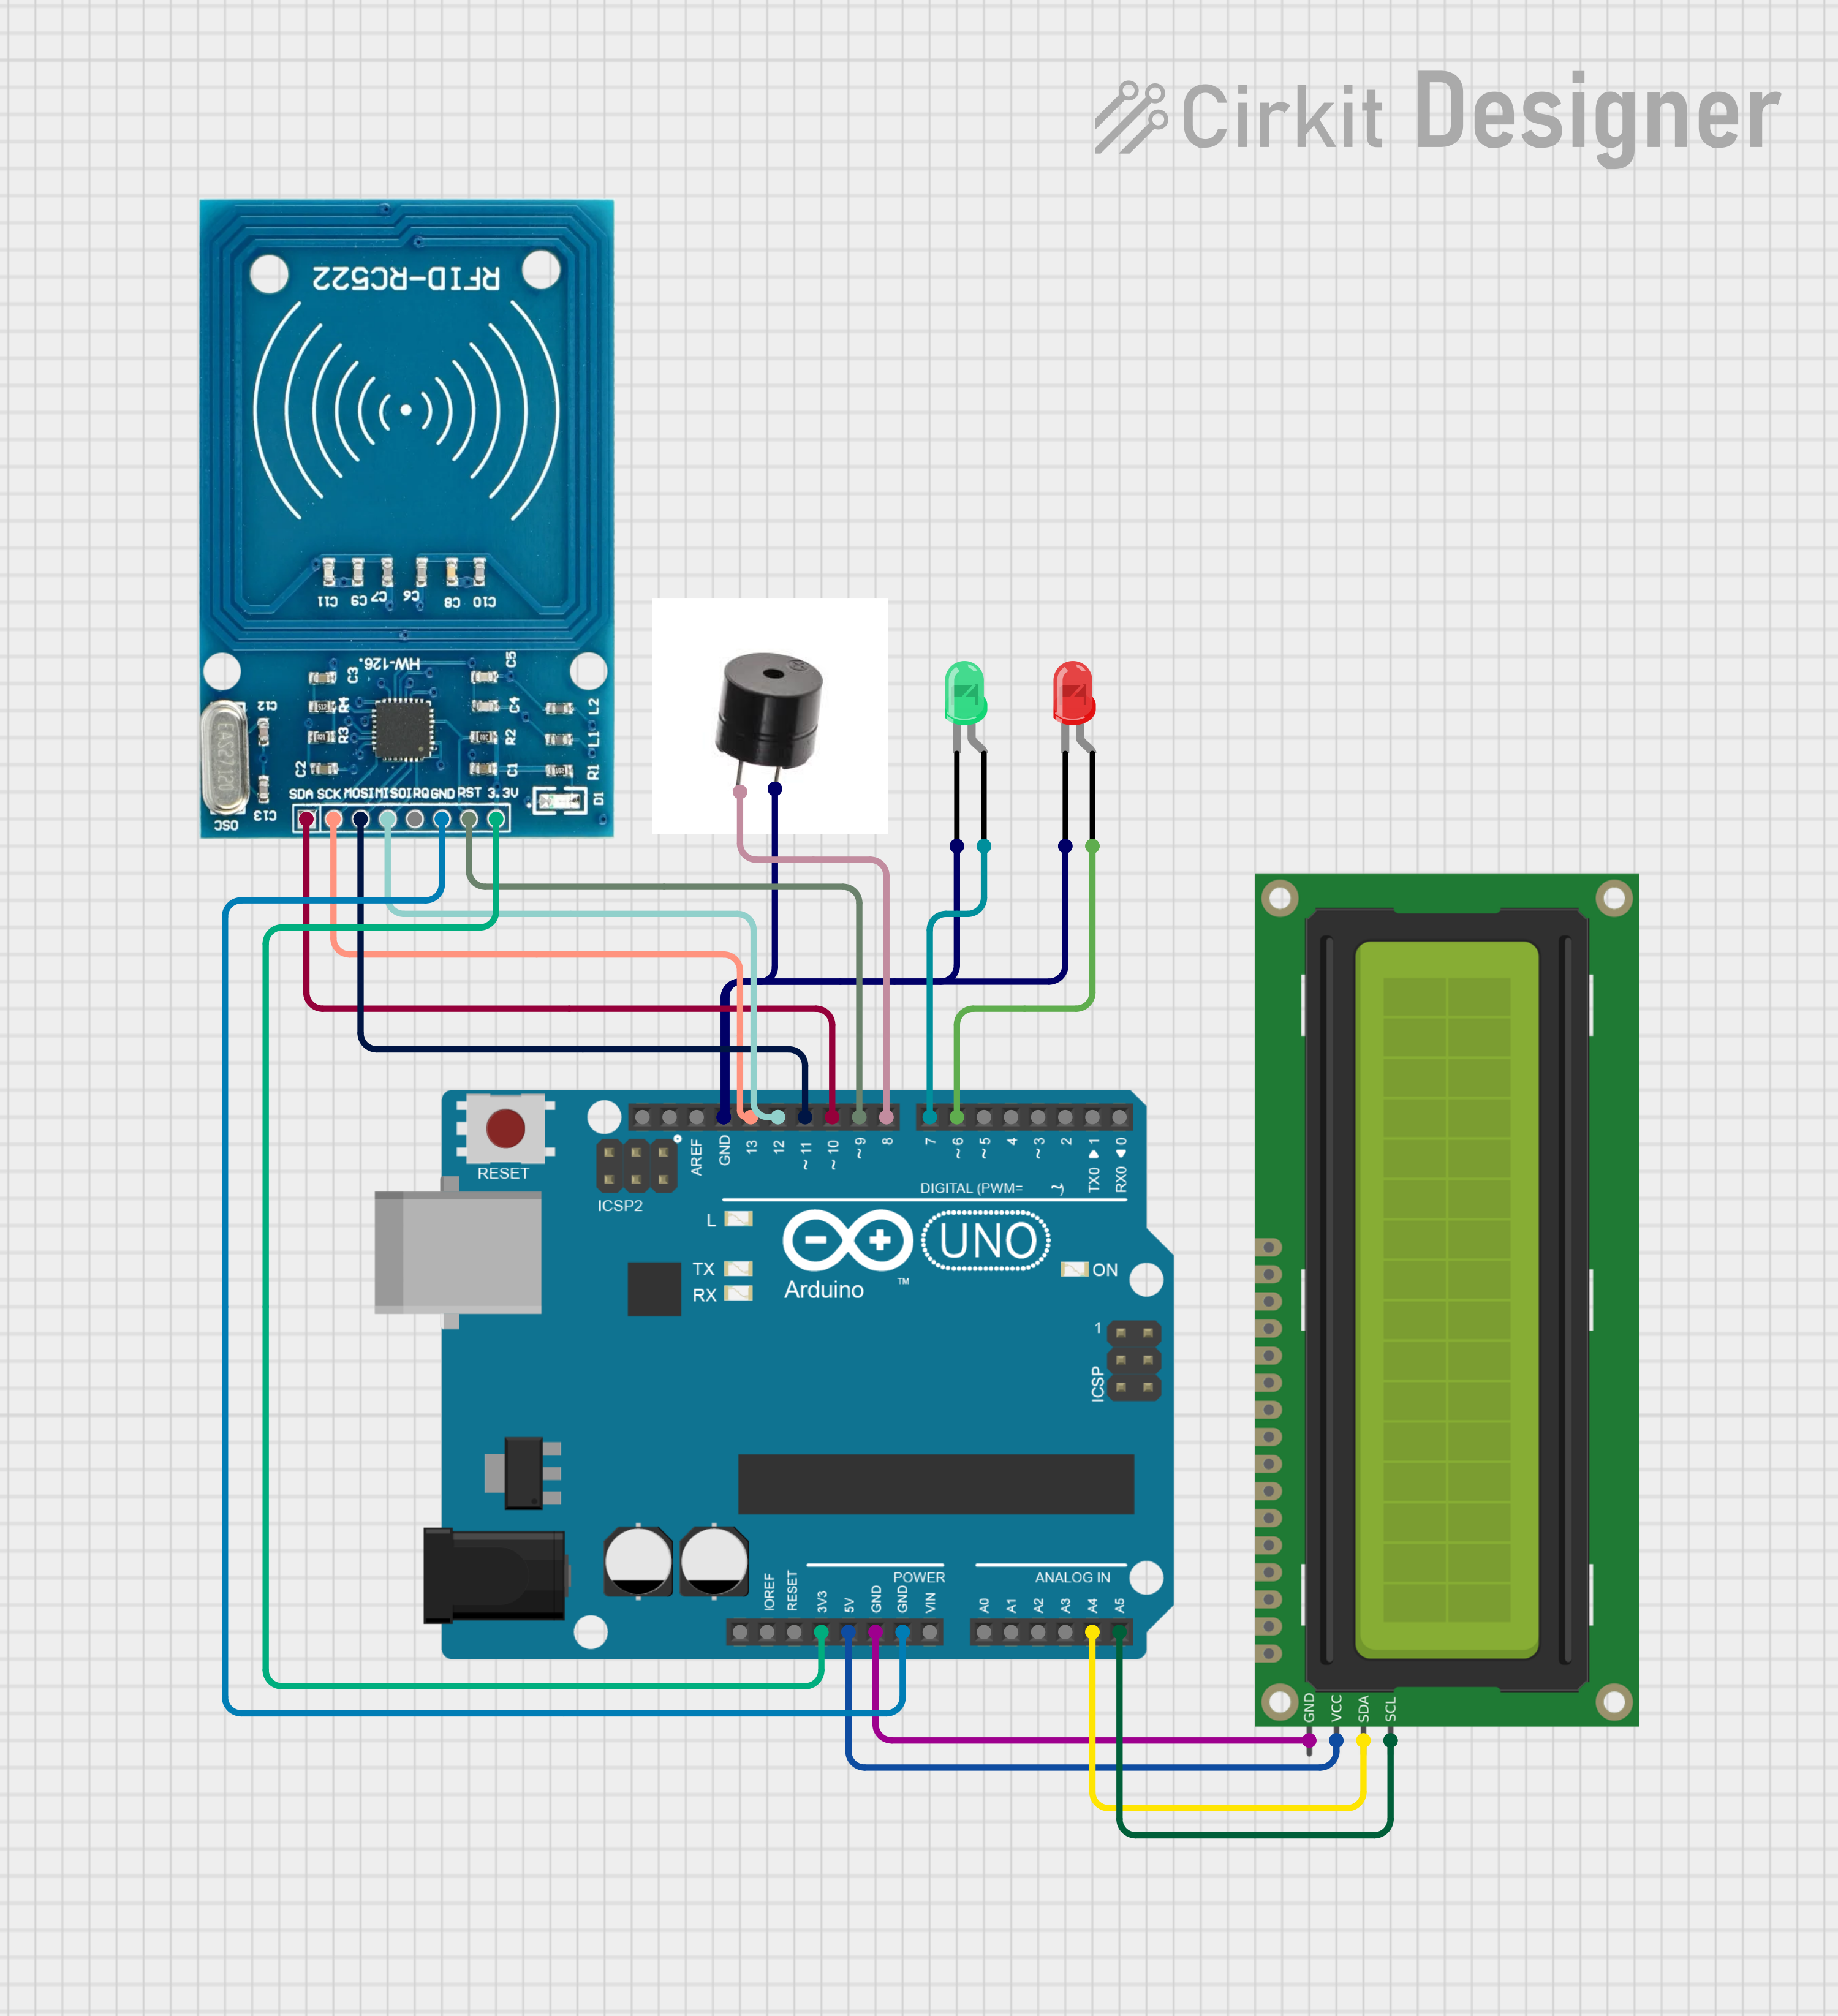 Cirkit Designer
RFID-RC522
C11 C9 C7 C6 C8 C10
HW-126.
C3
C5
C12
R4
C4
L2
R3
R2
L1
C2
C1
R1
EAS27.120
SDA SCK MOSI MISO IRQ GND RST 3.3V
D1
OSC
C13
RESET
ICSP2
AREF
GND
13
12
~ 11
~ 10
~ 9
8
7
~ 6
~ 5
4
~ 3
2
TX0 ▶ 1
RX0 ◀ 0
DIGITAL (PWM= ~)
L
TX
RX
Arduino
™
UNO
ON
1
ICSP
POWER
ANALOG IN
IOREF
RESET
3V3
5V
GND
GND
VIN
A0
A1
A2
A3
A4
A5
GND
VCC
SDA
SCL